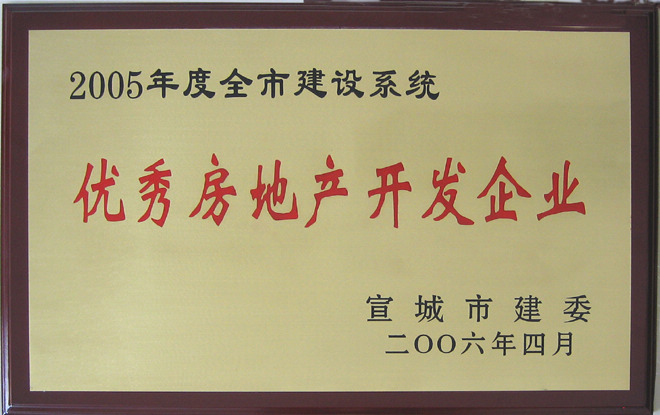 2005年度全市建设系统
优秀房地产开发企业
宣城市建委
二OO六年四月